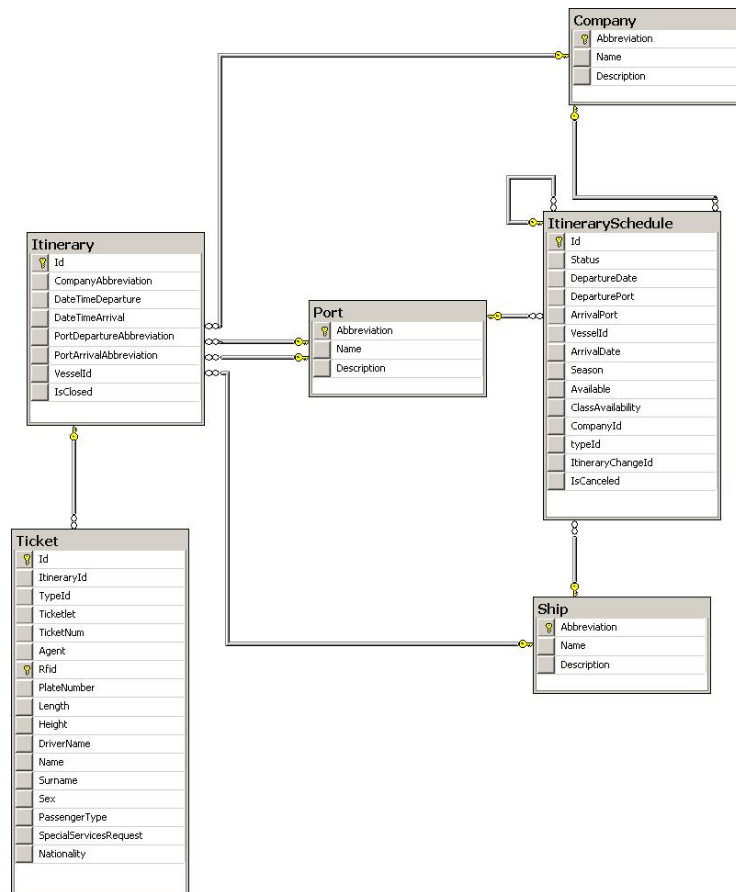 Company
Abbreviation
Name
Description
ItinerarySchedule
Id
Status
DepartureDate
DeparturePort
ArrivalPort
VesselId
ArrivalDate
Season
Available
ClassAvailability
CompanyId
typeId
ItineraryChangeId
IsCanceled
Itinerary
Id
CompanyAbbreviation
DateTimeDeparture
DateTimeArrival
PortDepartureAbbreviation
PortArrivalAbbreviation
VesselId
IsClosed
Port
Abbreviation
Name
Description
Ticket
Id
ItineraryId
TypeId
Ticketlet
TicketNum
Agent
Rfid
PlateNumber
Length
Height
DriverName
Name
Surname
Sex
PassengerType
SpecialServicesRequest
Nationality
Ship
Abbreviation
Name
Description